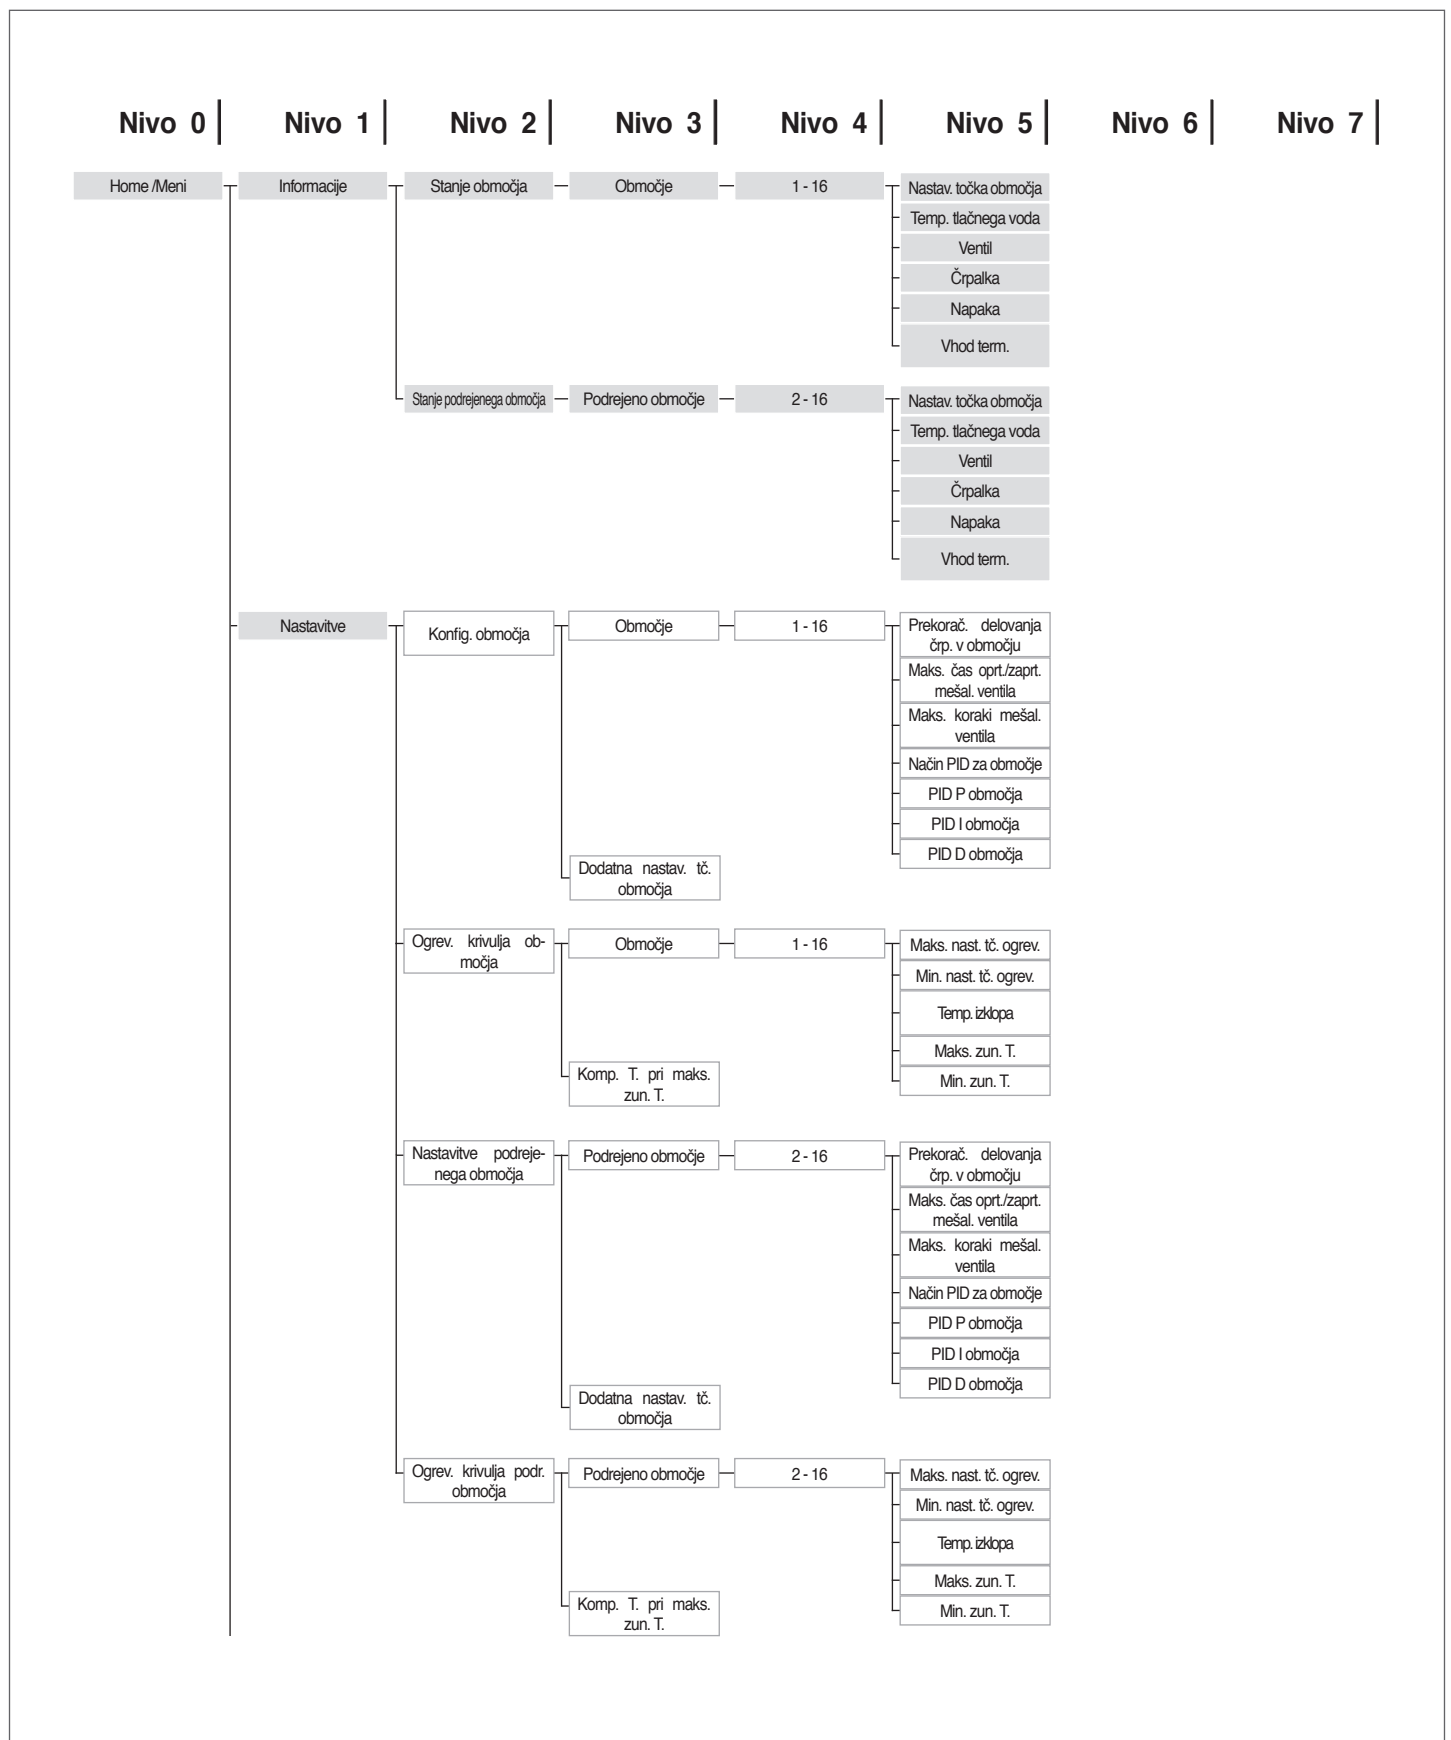 Nivo 0
Nivo 1
Nivo 2
Nivo 3
Nivo 4
Nivo 5
Nivo 6
Nivo 7
Home /Meni
Informacije
Stanje območja
Območje
1 - 16
Nastav. točka območja
Temp. tlačnega voda
Ventil
Črpalka
Napaka
Vhod term.
Stanje podrejenega območja
Podrejeno območje
2 - 16
Nastav. točka območja
Temp. tlačnega voda
Ventil
Črpalka
Napaka
Vhod term.
Nastavitve
Konfig. območja
Območje
1 - 16
Prekorač. delovanja
črp. v območju
Maks. čas oprt./zaprt.
mešal. ventila
Maks. koraki mešal.
ventila
Način PID za območje
PID P območja
PID I območja
PID D območja
Dodatna nastav. tč.
območja
Ogrev. krivulja ob-
močja
Območje
1 - 16
Maks. nast. tč. ogrev.
Min. nast. tč. ogrev.
Temp. izklopa
Maks. zun. T.
Min. zun. T.
Komp. T. pri maks.
zun. T.
Nastavitve podreje-
nega območja
Podrejeno območje
2 - 16
Prekorač. delovanja
črp. v območju
Maks. čas oprt./zaprt.
mešal. ventila
Maks. koraki mešal.
ventila
Način PID za območje
PID P območja
PID I območja
PID D območja
Dodatna nastav. tč.
območja
Ogrev. krivulja podr.
območja
Podrejeno območje
2 - 16
Maks. nast. tč. ogrev.
Min. nast. tč. ogrev.
Temp. izklopa
Maks. zun. T.
Min. zun. T.
Komp. T. pri maks.
zun. T.